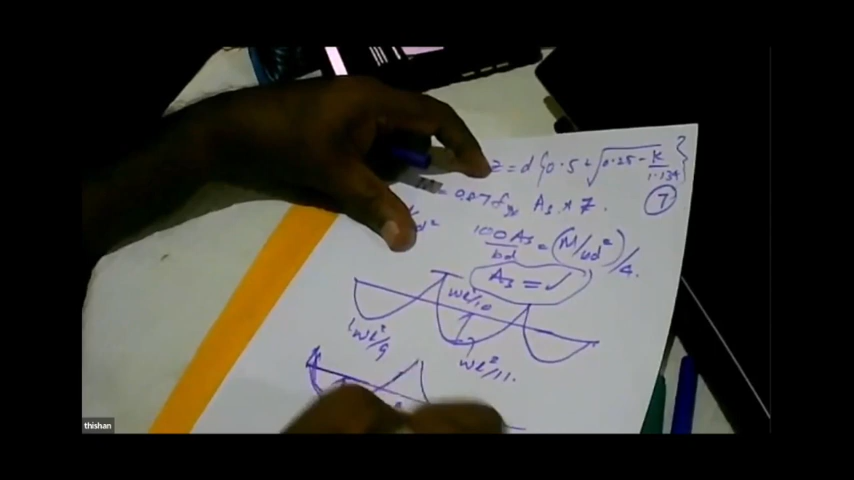 z = d{0.5 + √0.25 - K/1.134}
= 0.87 fyk As × z.
7
100As/bd = (M/bd²)/4.
As = ✓
wl²/10
wl²/9
wl²/11.
thishan